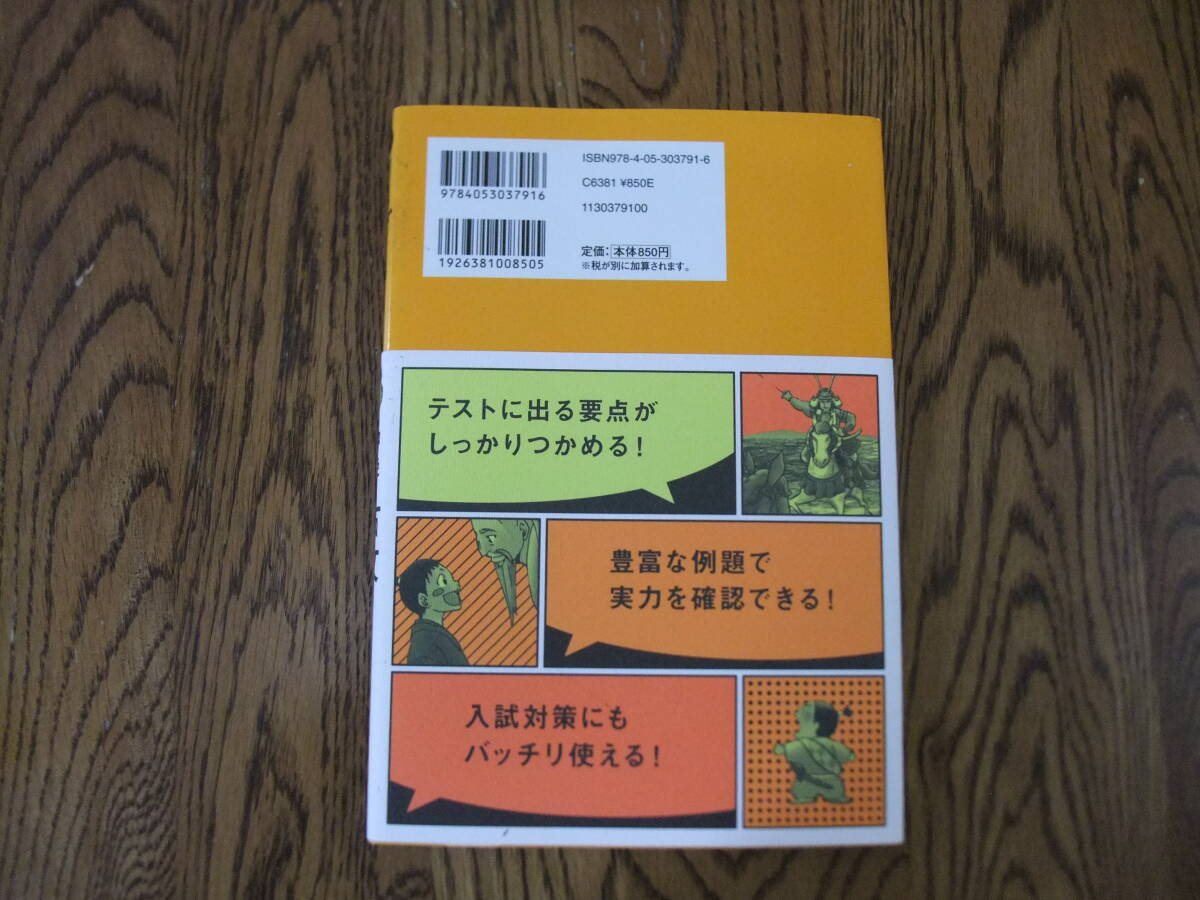 ISBN978-4-05-303791-6
9784053037916
C6381 ¥850E
1130379100
1926381008505
定価：本体850円
※税が別に加算されます。
テストに出る要点が
しっかりつかめる！
豊富な例題で
実力を確認できる！
入試対策にも
バッチリ使える！